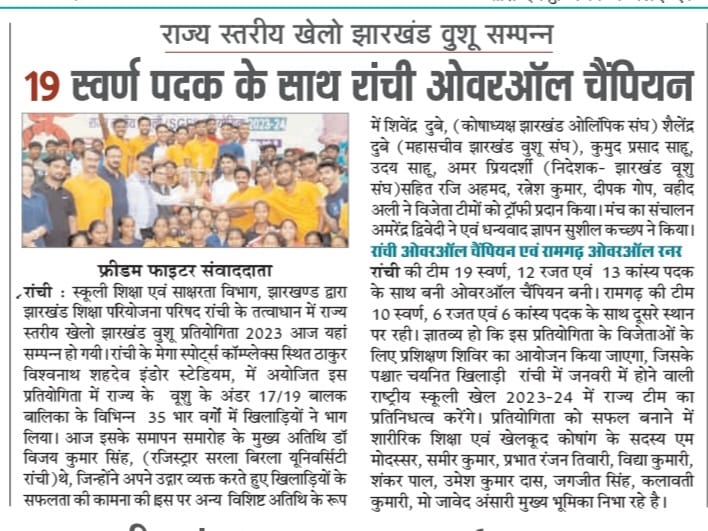 राज्य स्तरीय खेलो झारखंड वुशू सम्पन्न
19 स्वर्ण पदक के साथ रांची ओवरऑल चैंपियन
2023-24
फ्रीडम फाइटर संवाददाता
रांची : स्कूली शिक्षा एवं साक्षरता विभाग, झारखण्ड द्वारा
झारखंड शिक्षा परियोजना परिषद रांची के तत्वाधान में राज्य
स्तरीय खेलो झारखंड वुशू प्रतियोगिता 2023 आज यहां
सम्पन हो गयी। रांची के मेगा स्पोर्ट्स कॉम्प्लेक्स स्थित ठाकुर
विश्वनाथ शहदेव इंडोर स्टेडियम, में अयोजित इस
प्रतियोगिता में राज्य के वूशु के अंडर 17/19 बालक
बालिका के विभिन्न 35 भार वर्गों में खिलाड़ियों ने भाग
लिया। आज इसके समापन समारोह के मुख्य अतिथि डॉ
विजय कुमार सिंह, (रजिस्ट्रार सरला बिरला यूनिवर्सिटी
रांची)थे, जिन्होंने अपने उद्गार व्यक्त करते हुए खिलाड़ियों के
सफलता की कामना की इस पर अन्य विशिष्ट अतिथि के रूप
में शिवेंद्र दुबे, (कोषाध्यक्ष झारखंड ओलंपिक संघ) शैलेंद्र
दुबे (महासचीव झारखंड वुशू संघ), कुमुद प्रसाद साहू,
उदय साहू, अमर प्रियदर्शी (निदेशक- झारखंड वूशु
संघ)सहित रजि अहमद, रत्नेश कुमार, दीपक गोप, वहीद
अली ने विजेता टीमों को ट्रॉफी प्रदान किया। मंच का संचालन
अमरेंद्र द्विवेदी ने एवं धन्यवाद ज्ञापन सुशील कच्छप ने किया।
रांची ओवरऑल चैंपियन एवं रामगढ़ ओवरऑल रनर
रांची की टीम 19 स्वर्ण, 12 रजत एवं 13 कांस्य पदक
के साथ बनी ओवरऑल चैंपियन बनी। रामगढ़ की टीम
10 स्वर्ण, 6 रजत एवं 6 कांस्य पदक के साथ दूसरे स्थान
पर रही। ज्ञातव्य हो कि इस प्रतियोगिता के विजेताओं के
लिए प्रशिक्षण शिविर का आयोजन किया जाएगा, जिसके
पश्चात चयनित खिलाड़ी रांची में जनवरी में होने वाली
राष्ट्रीय स्कूली खेल 2023-24 में राज्य टीम का
प्रतिनिधत्व करेंगे। प्रतियोगिता को सफल बनाने में
शारीरिक शिक्षा एवं खेलकूद कोषांग के सदस्य एम
मोदस्सर, समीर कुमार, प्रभात रंजन तिवारी, विद्या कुमारी,
शंकर पाल, उमेश कुमार दास, जगजीत सिंह, कलावती
कुमारी, मो जावेद अंसारी मुख्य भूमिका निभा रहे है।